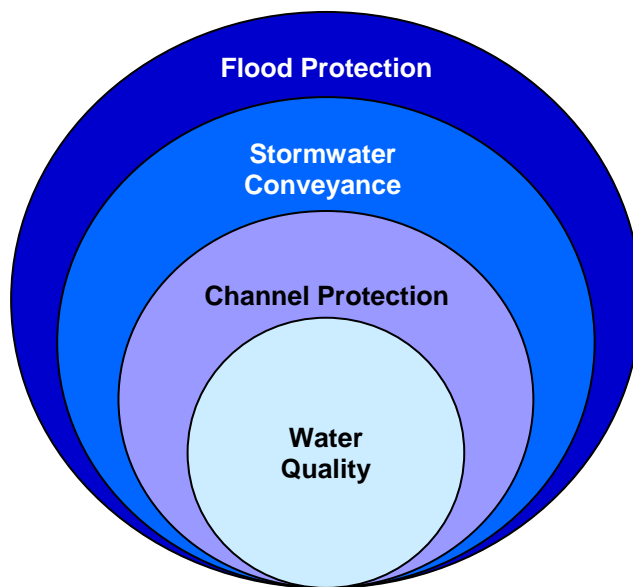 Flood Protection
Stormwater
Conveyance
Channel Protection
Water
Quality